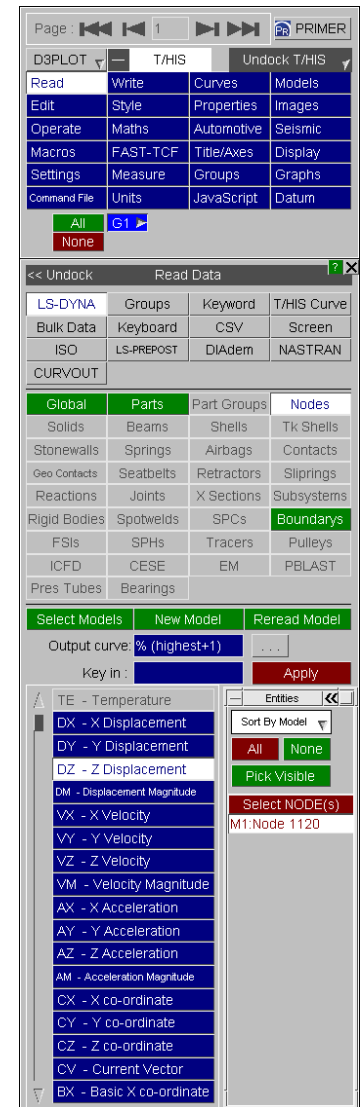 Page : 1 PR PRIMER
D3PLOT T/HIS Undock T/HIS
Read Write Curves Models
Edit Style Properties Images
Operate Maths Automotive Seismic
Macros FAST-TCF Title/Axes Display
Settings Measure Groups Graphs
Command File Units JavaScript Datum
All G1
None
<< Undock Read Data ? X
LS-DYNA Groups Keyword T/HIS Curve
Bulk Data Keyboard CSV Screen
ISO LS-PREPOST DIAdem NASTRAN
CURVOUT
Global Parts Part Groups Nodes
Solids Beams Shells Tk Shells
Stonewalls Springs Airbags Contacts
Geo Contacts Seatbelts Retractors Sliprings
Reactions Joints X Sections Subsystems
Rigid Bodies Spotwelds SPCs Boundarys
FSIs SPHs Tracers Pulleys
ICFD CESE EM PBLAST
Pres Tubes Bearings
Select Models New Model Reread Model
Output curve: % (highest+1) ...
Key in : Apply
TE - Temperature
DX - X Displacement
DY - Y Displacement
DZ - Z Displacement
DM - Displacement Magnitude
VX - X Velocity
VY - Y Velocity
VZ - Z Velocity
VM - Velocity Magnitude
AX - X Acceleration
AY - Y Acceleration
AZ - Z Acceleration
AM - Acceleration Magnitude
CX - X co-ordinate
CY - Y co-ordinate
CZ - Z co-ordinate
CV - Current Vector
BX - Basic X co-ordinate
Entities
Sort By Model
All None
Pick Visible
Select NODE(s)
M1:Node 1120